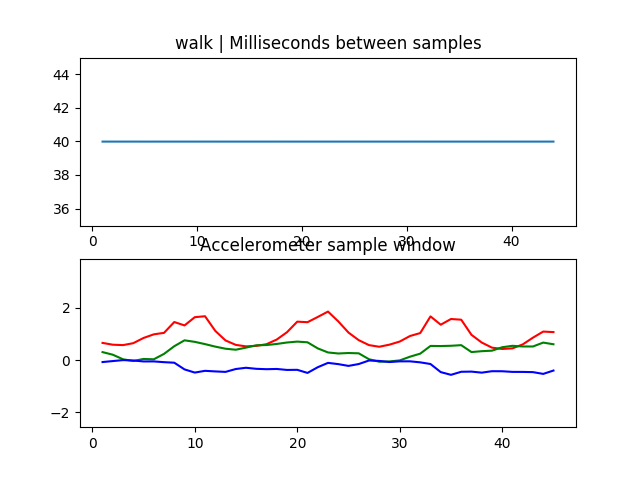 walk | Milliseconds between samples
44
42
40
38
36
0 10 20 30 40
Accelerometer sample window
2
0
−2
0 10 20 30 40